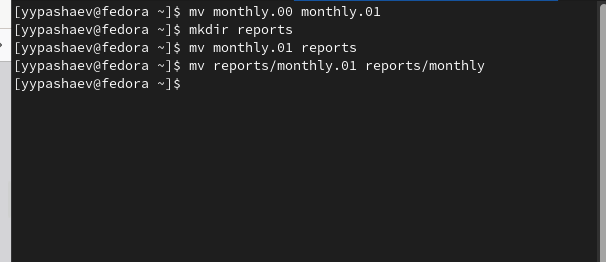 [yypashaev@fedora ~]$ mv monthly.00 monthly.01
[yypashaev@fedora ~]$ mkdir reports
[yypashaev@fedora ~]$ mv monthly.01 reports
[yypashaev@fedora ~]$ mv reports/monthly.01 reports/monthly
[yypashaev@fedora ~]$